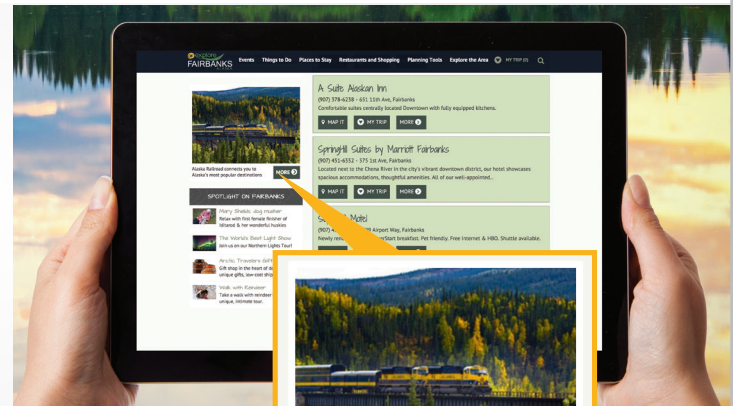 explore
FAIRBANKS
ALASKA
Events Things to Do Places to Stay Restaurants and Shopping Planning Tools Explore the Area MY TRIP (0)
Alaska Railroad connects you to
Alaska's most popular destinations
MORE
SPOTLIGHT ON FAIRBANKS
Mary Shields dog musher
Relax with first female finisher of
Iditarod & her wonderful huskies
The World's Best Light Show
Join us on our Northern Lights Tour!
Arctic Travelers Gift
Gift shop in the heart of
unique gifts, low-cost
Walk with Reindeer
Take a walk with reindeer
unique, intimate tour.
A Suite Alaskan Inn
(907) 378-6238 - 651 11th Ave, Fairbanks
Comfortable suites centrally located Downtown with fully equipped kitchens.
MAP IT MY TRIP MORE
SpringHill Suites by Marriott Fairbanks
(907) 451-6552 - 575 1st Ave, Fairbanks
Located next to the Chena River in the city's vibrant downtown district, our hotel showcases
spacious accommodations, thoughtful amenities. All of our well-appointed...
MAP IT MY TRIP MORE
Motel
(907) Airport Way, Fairbanks
Newly breakfast. Pet friendly. Free Internet & HBO. Shuttle available.